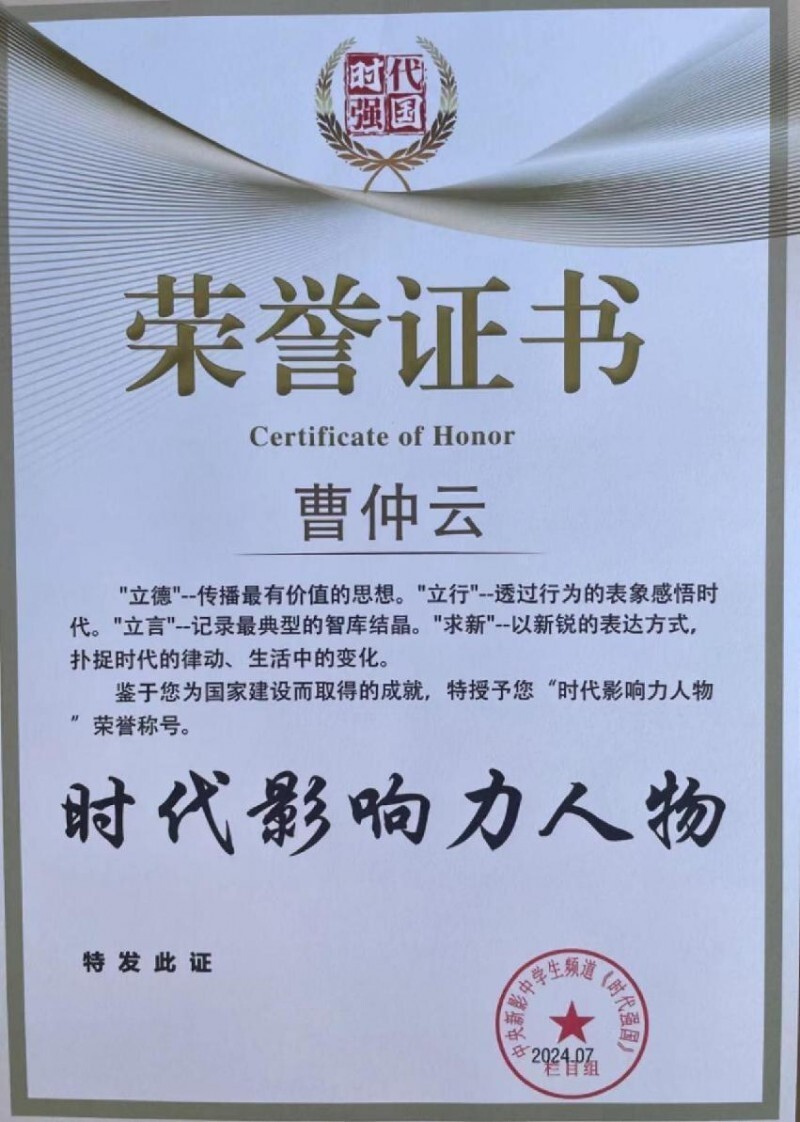 时代
强国
荣誉证书
Certificate of Honor
曹仲云
"立德"--传播最有价值的思想。"立行"--透过行为的表象感悟时
代。"立言"--记录最典型的智库结晶。"求新"--以新锐的表达方式,
扑捉时代的律动、生活中的变化。
鉴于您为国家建设而取得的成就，特授予您“时代影响力人物
”荣誉称号。
时代影响力人物
特发此证
中央新影中学生频道《时代强国》
2024.07
栏目组